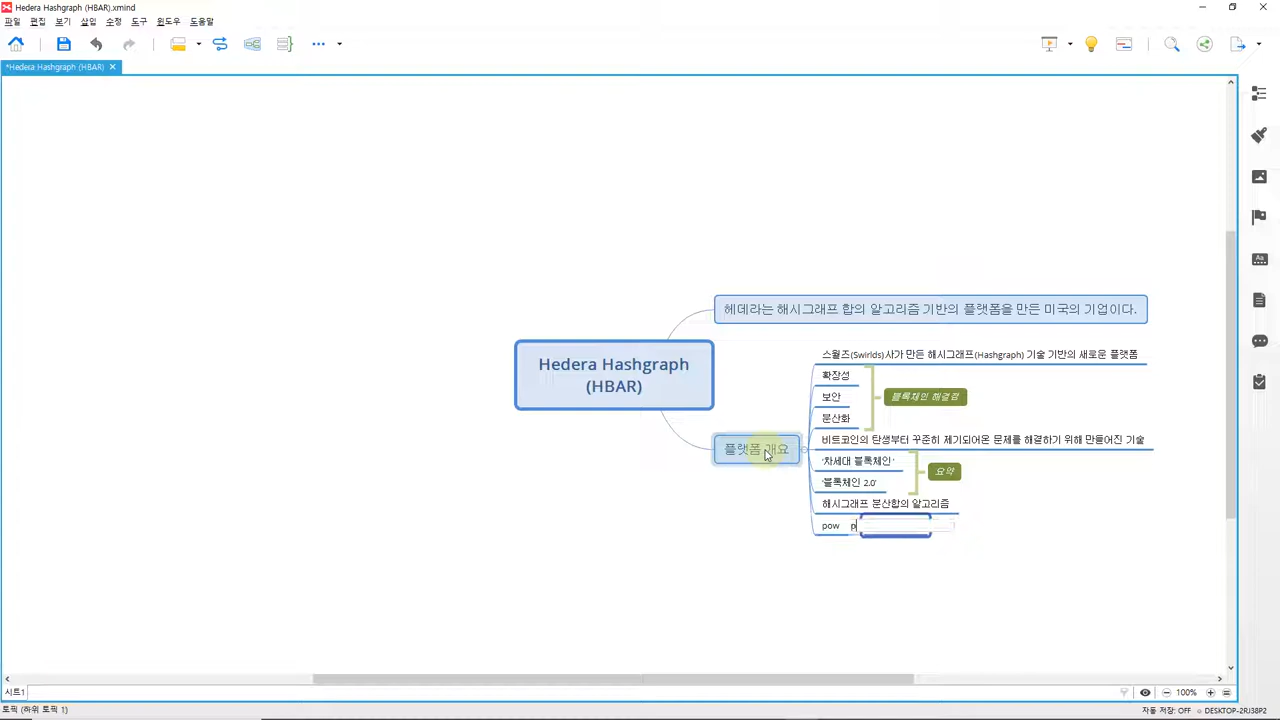 Hedera Hashgraph (HBAR).xmind
파일 편집 보기 삽입 수정 도구 윈도우 도움말
*Hedera Hashgraph (HBAR)
헤데라는 해시그래프 합의 알고리즘 기반의 플랫폼을 만든 미국의 기업이다.
Hedera Hashgraph
(HBAR)
플랫폼 개요
스월즈(Swirlds)사가 만든 해시그래프(Hashgraph) 기술 기반의 새로운 플랫폼
확장성
보안
분산화
블록체인 해결점
비트코인의 탄생부터 꾸준히 제기되어온 문제를 해결하기 위해 만들어진 기술
'차세대 블록체인'
'블록체인 2.0'
요약
해시그래프 분산합의 알고리즘
pow p
시트1
100%
토픽 (하위 토픽 1)
자동 저장: OFF DESKTOP-2RJ38P2